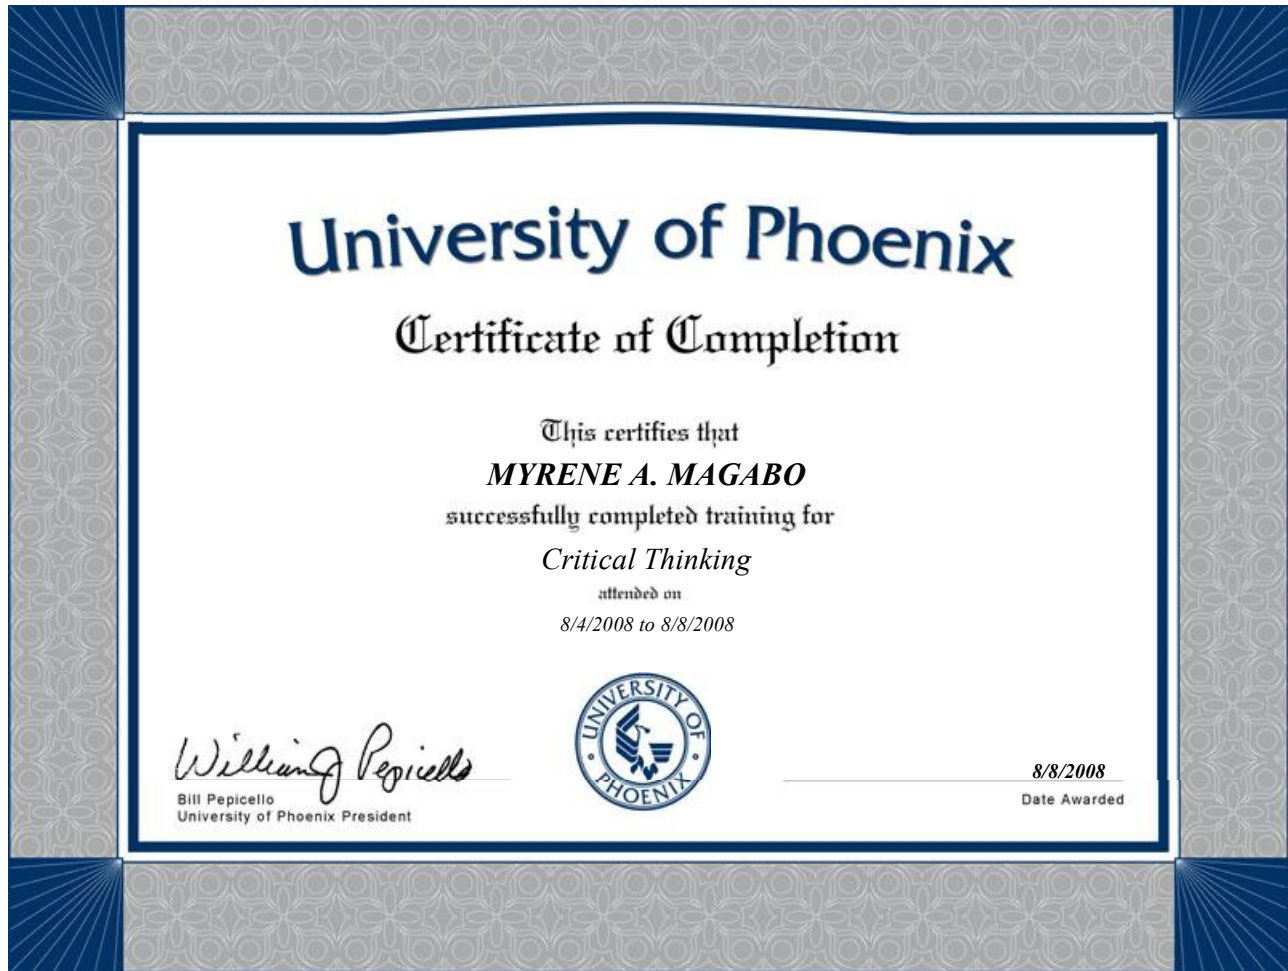 University of Phoenix
Certificate of Completion
This certifies that
MYRENE A. MAGABO
successfully completed training for
Critical Thinking
attended on
8/4/2008 to 8/8/2008
William J Pepicello
Bill Pepicello
University of Phoenix President
UNIVERSITY OF PHOENIX
8/8/2008
Date Awarded